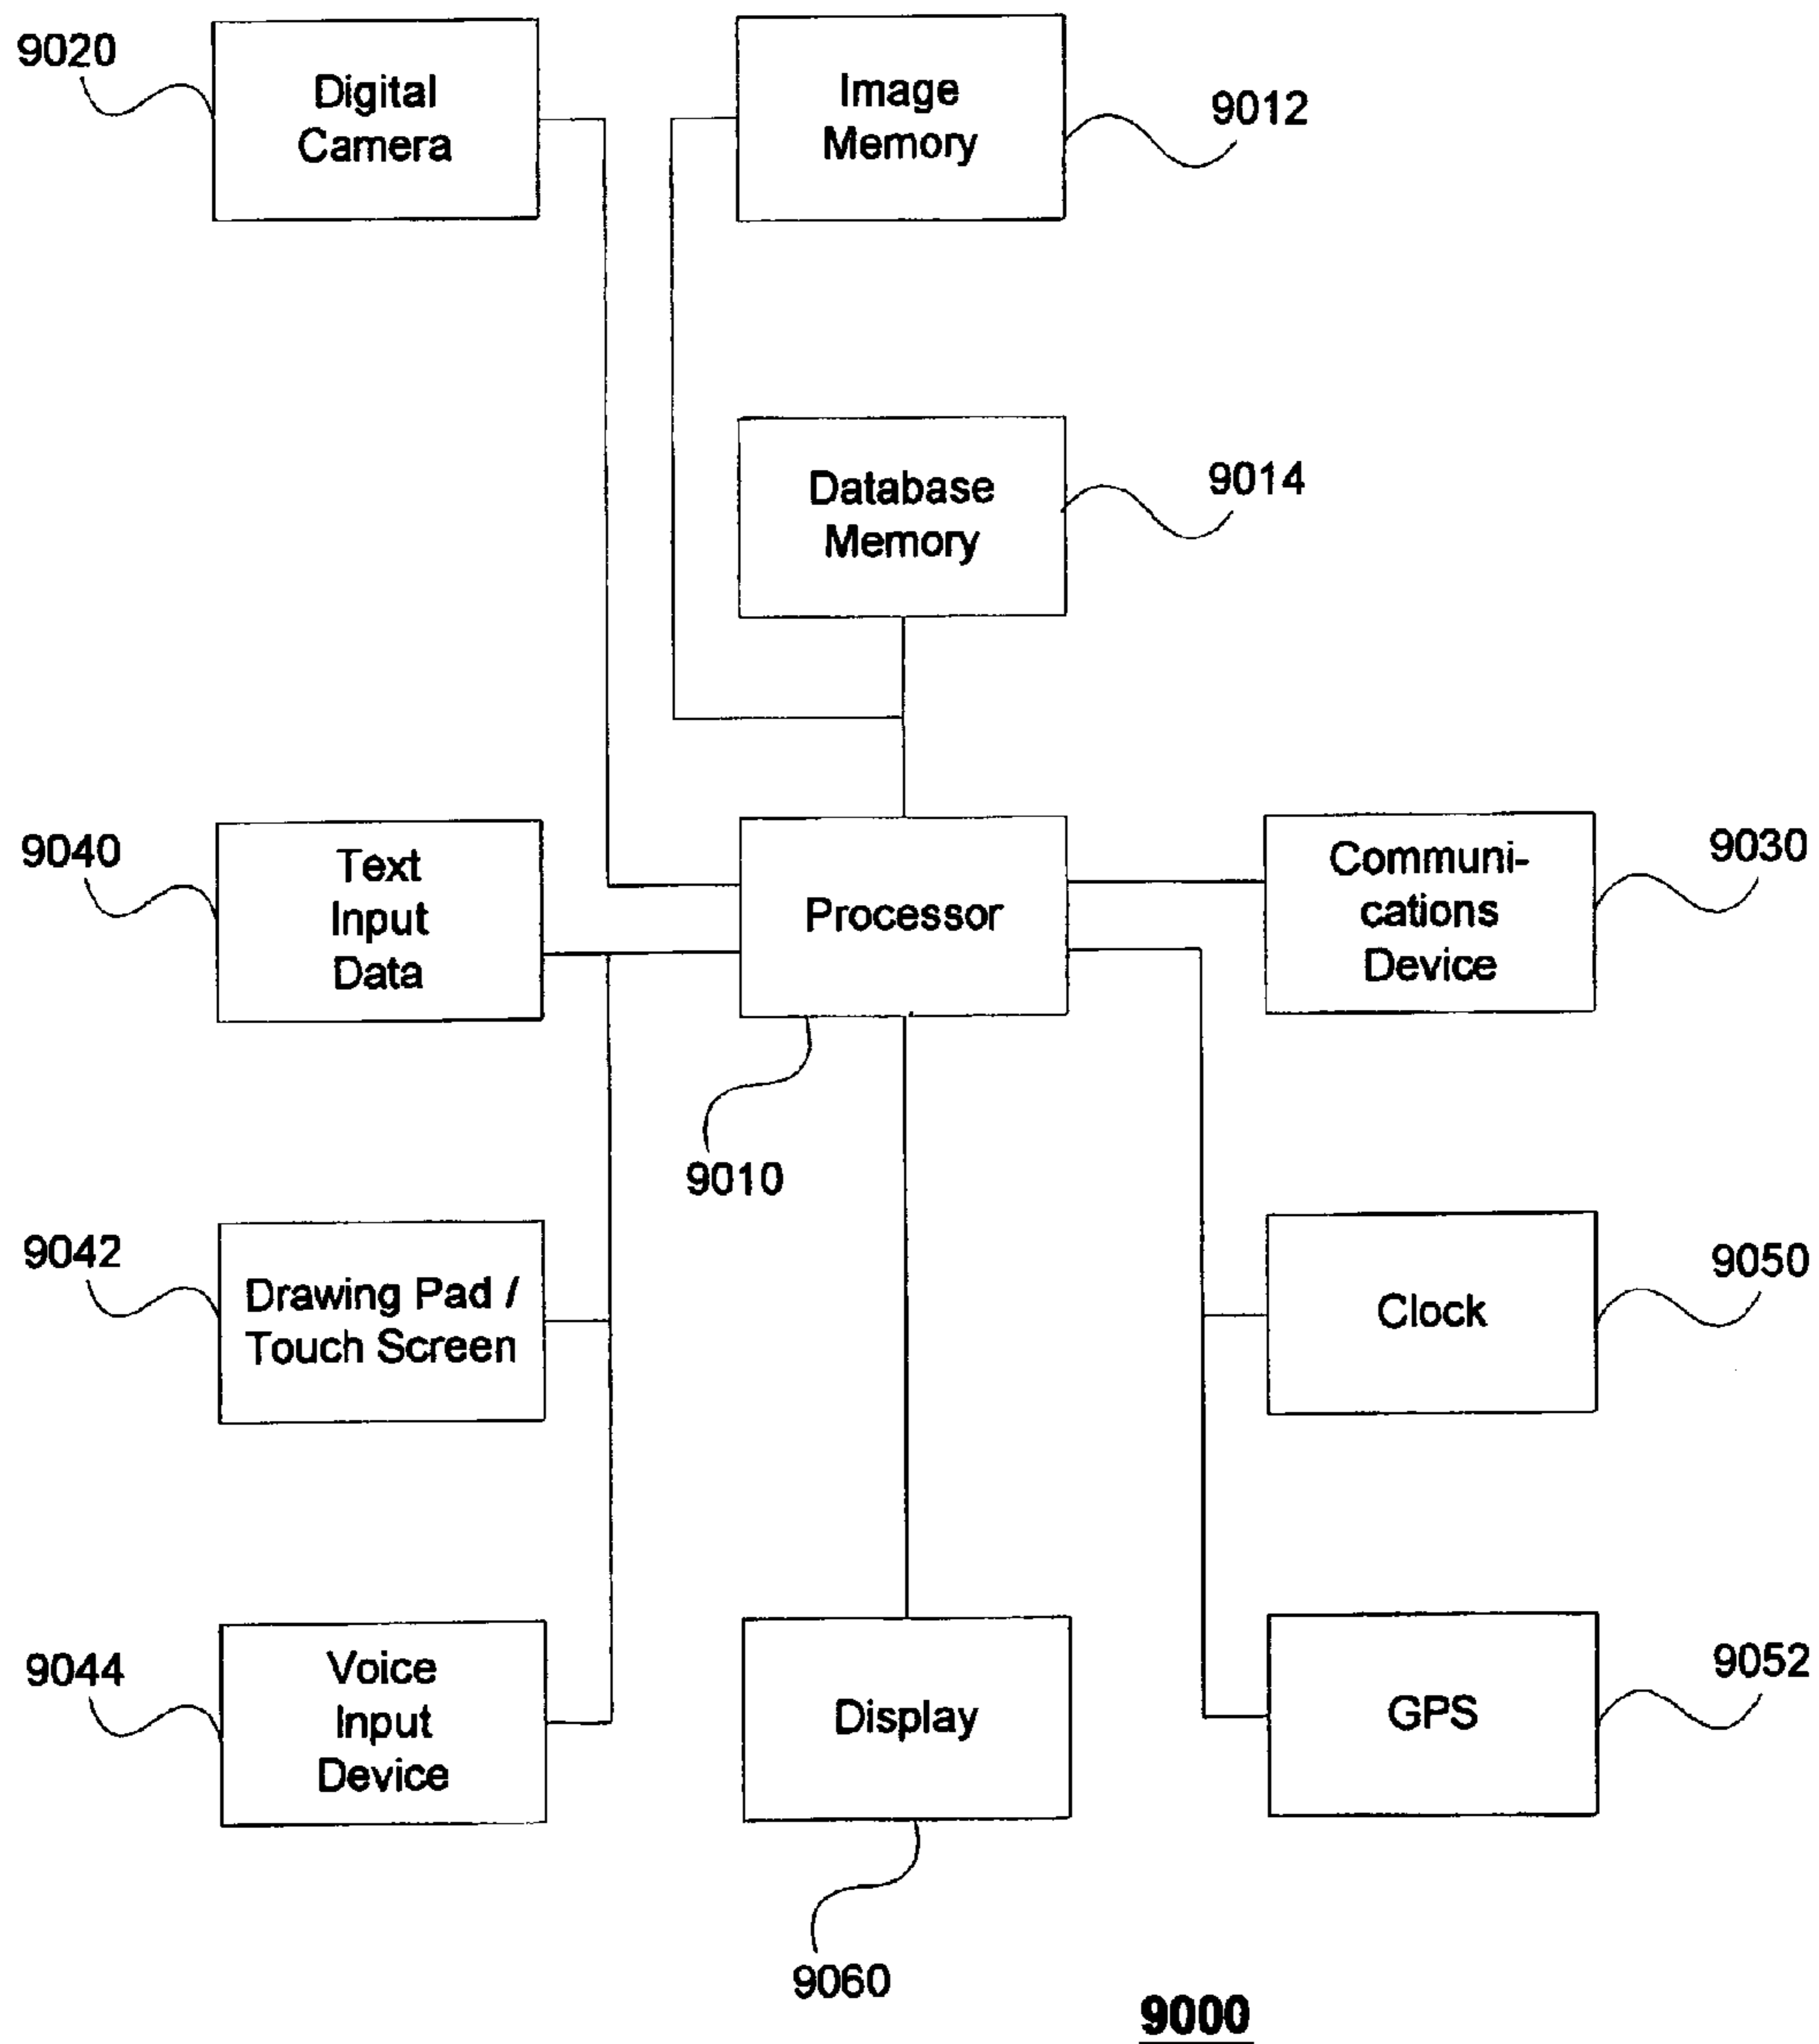 9020
Digital
Camera
Image
Memory
9012
Database
Memory
9014
9040
Text
Input
Data
Processor
9010
Communi-
cations
Device
9030
9042
Drawing Pad /
Touch Screen
Clock
9050
9044
Voice
Input
Device
Display
9060
GPS
9052
9000